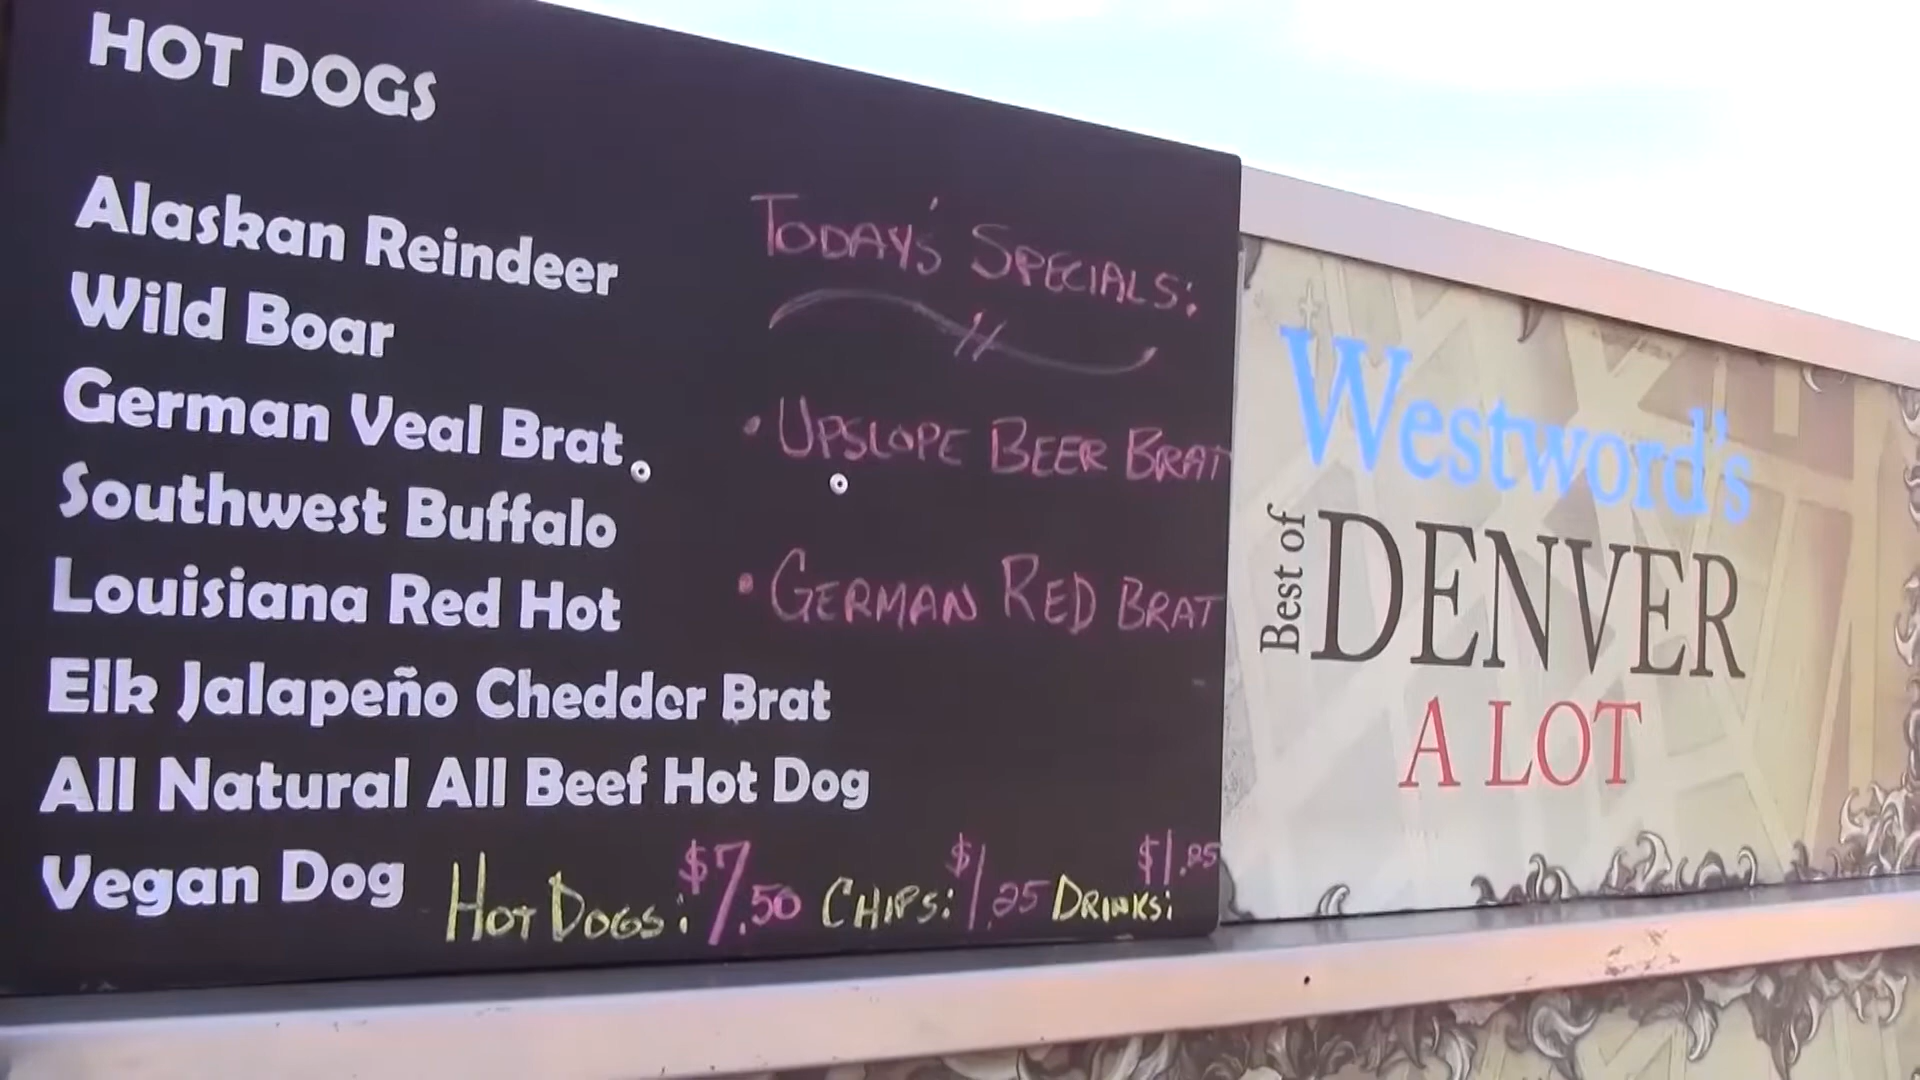 HOT DOGS
Alaskan Reindeer
Wild Boar
German Veal Brat
Southwest Buffalo
Louisiana Red Hot
Elk Jalapeño Cheddar Brat
All Natural All Beef Hot Dog
Vegan Dog
TODAY'S SPECIALS:
• UPSLOPE BEER BRAT
• GERMAN RED BRAT
HOT DOGS: $7.50 CHIPS: $1.25 DRINKS: $1.25
Westword's
Best of DENVER
A LOT